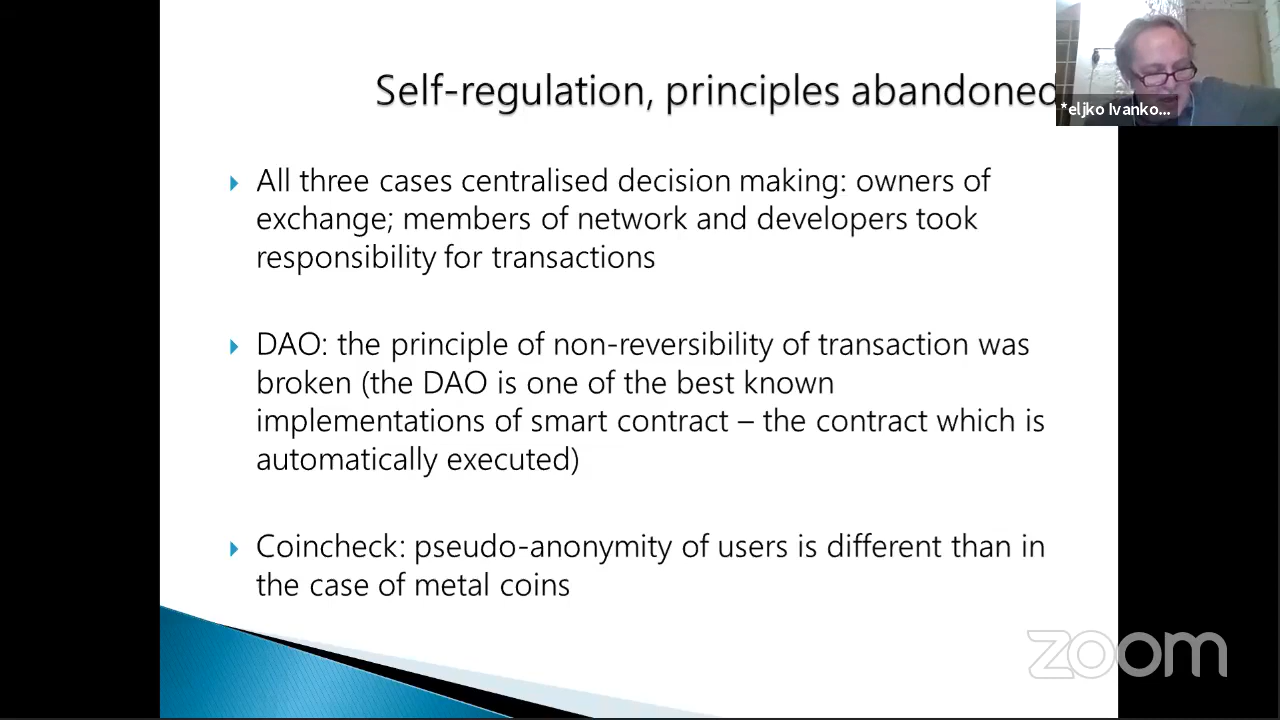 Self-regulation, principles abandoned
*eljko Ivanko...
All three cases centralised decision making: owners of
exchange; members of network and developers took
responsibility for transactions
DAO: the principle of non-reversibility of transaction was
broken (the DAO is one of the best known
implementations of smart contract – the contract which is
automatically executed)
Coincheck: pseudo-anonymity of users is different than in
the case of metal coins
zoom